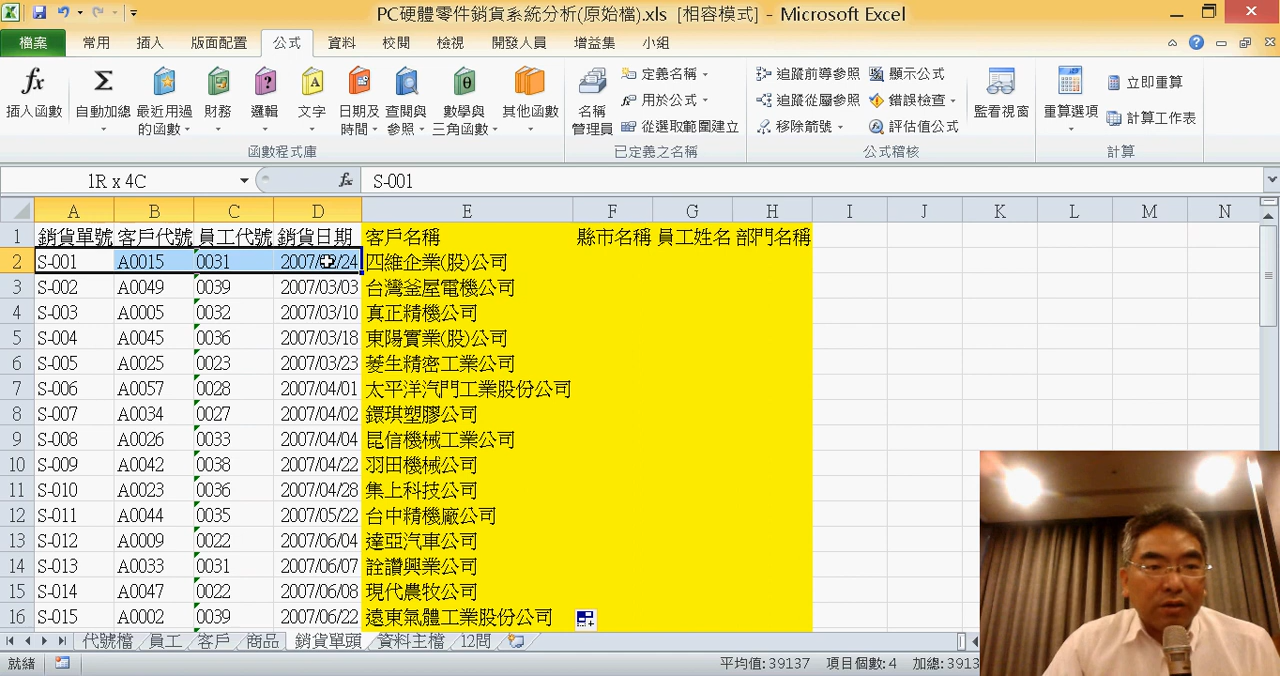 PC硬體零件銷貨系統分析(原始檔).xls [相容模式] - Microsoft Excel
檔案 常用 插入 版面配置 公式 資料 校閱 檢視 開發人員 增益集 小組
插入函數 自動加總 最近用過的函數 財務 邏輯 文字 日期及時間 查閱與參照 數學與三角函數 其他函數
函數程式庫
名稱管理員 定義名稱 用於公式 從選取範圍建立
已定義之名稱
追蹤前導參照 追蹤從屬參照 移除箭號 顯示公式 錯誤檢查 評估值公式
公式稽核
監看視窗
重算選項 立即重算 計算工作表
計算
1R x 4C fx S-001
A B C D E F G H I J K L M N
1 銷貨單號 客戶代號 員工代號 銷貨日期 客戶名稱 縣市名稱 員工姓名 部門名稱
2 S-001 A0015 0031 2007/02/24 四維企業(股)公司
3 S-002 A0049 0039 2007/03/03 台灣釜屋電機公司
4 S-003 A0005 0032 2007/03/10 真正精機公司
5 S-004 A0045 0036 2007/03/18 東陽實業(股)公司
6 S-005 A0025 0023 2007/03/23 菱生精密工業公司
7 S-006 A0057 0028 2007/04/01 太平洋汽門工業股份公司
8 S-007 A0034 0027 2007/04/02 鐶琪塑膠公司
9 S-008 A0026 0033 2007/04/04 昆信機械工業公司
10 S-009 A0042 0038 2007/04/22 羽田機械公司
11 S-010 A0023 0036 2007/04/28 集上科技公司
12 S-011 A0044 0035 2007/05/22 台中精機廠公司
13 S-012 A0009 0022 2007/06/04 達亞汽車公司
14 S-013 A0033 0031 2007/06/07 詮讚興業公司
15 S-014 A0047 0022 2007/06/08 現代農牧公司
16 S-015 A0002 0039 2007/06/22 遠東氣體工業股份公司
代號檔 員工 客戶 商品 銷貨單頭 資料主檔 12問
就緒 平均值: 39137 項目個數: 4 加總: 3913